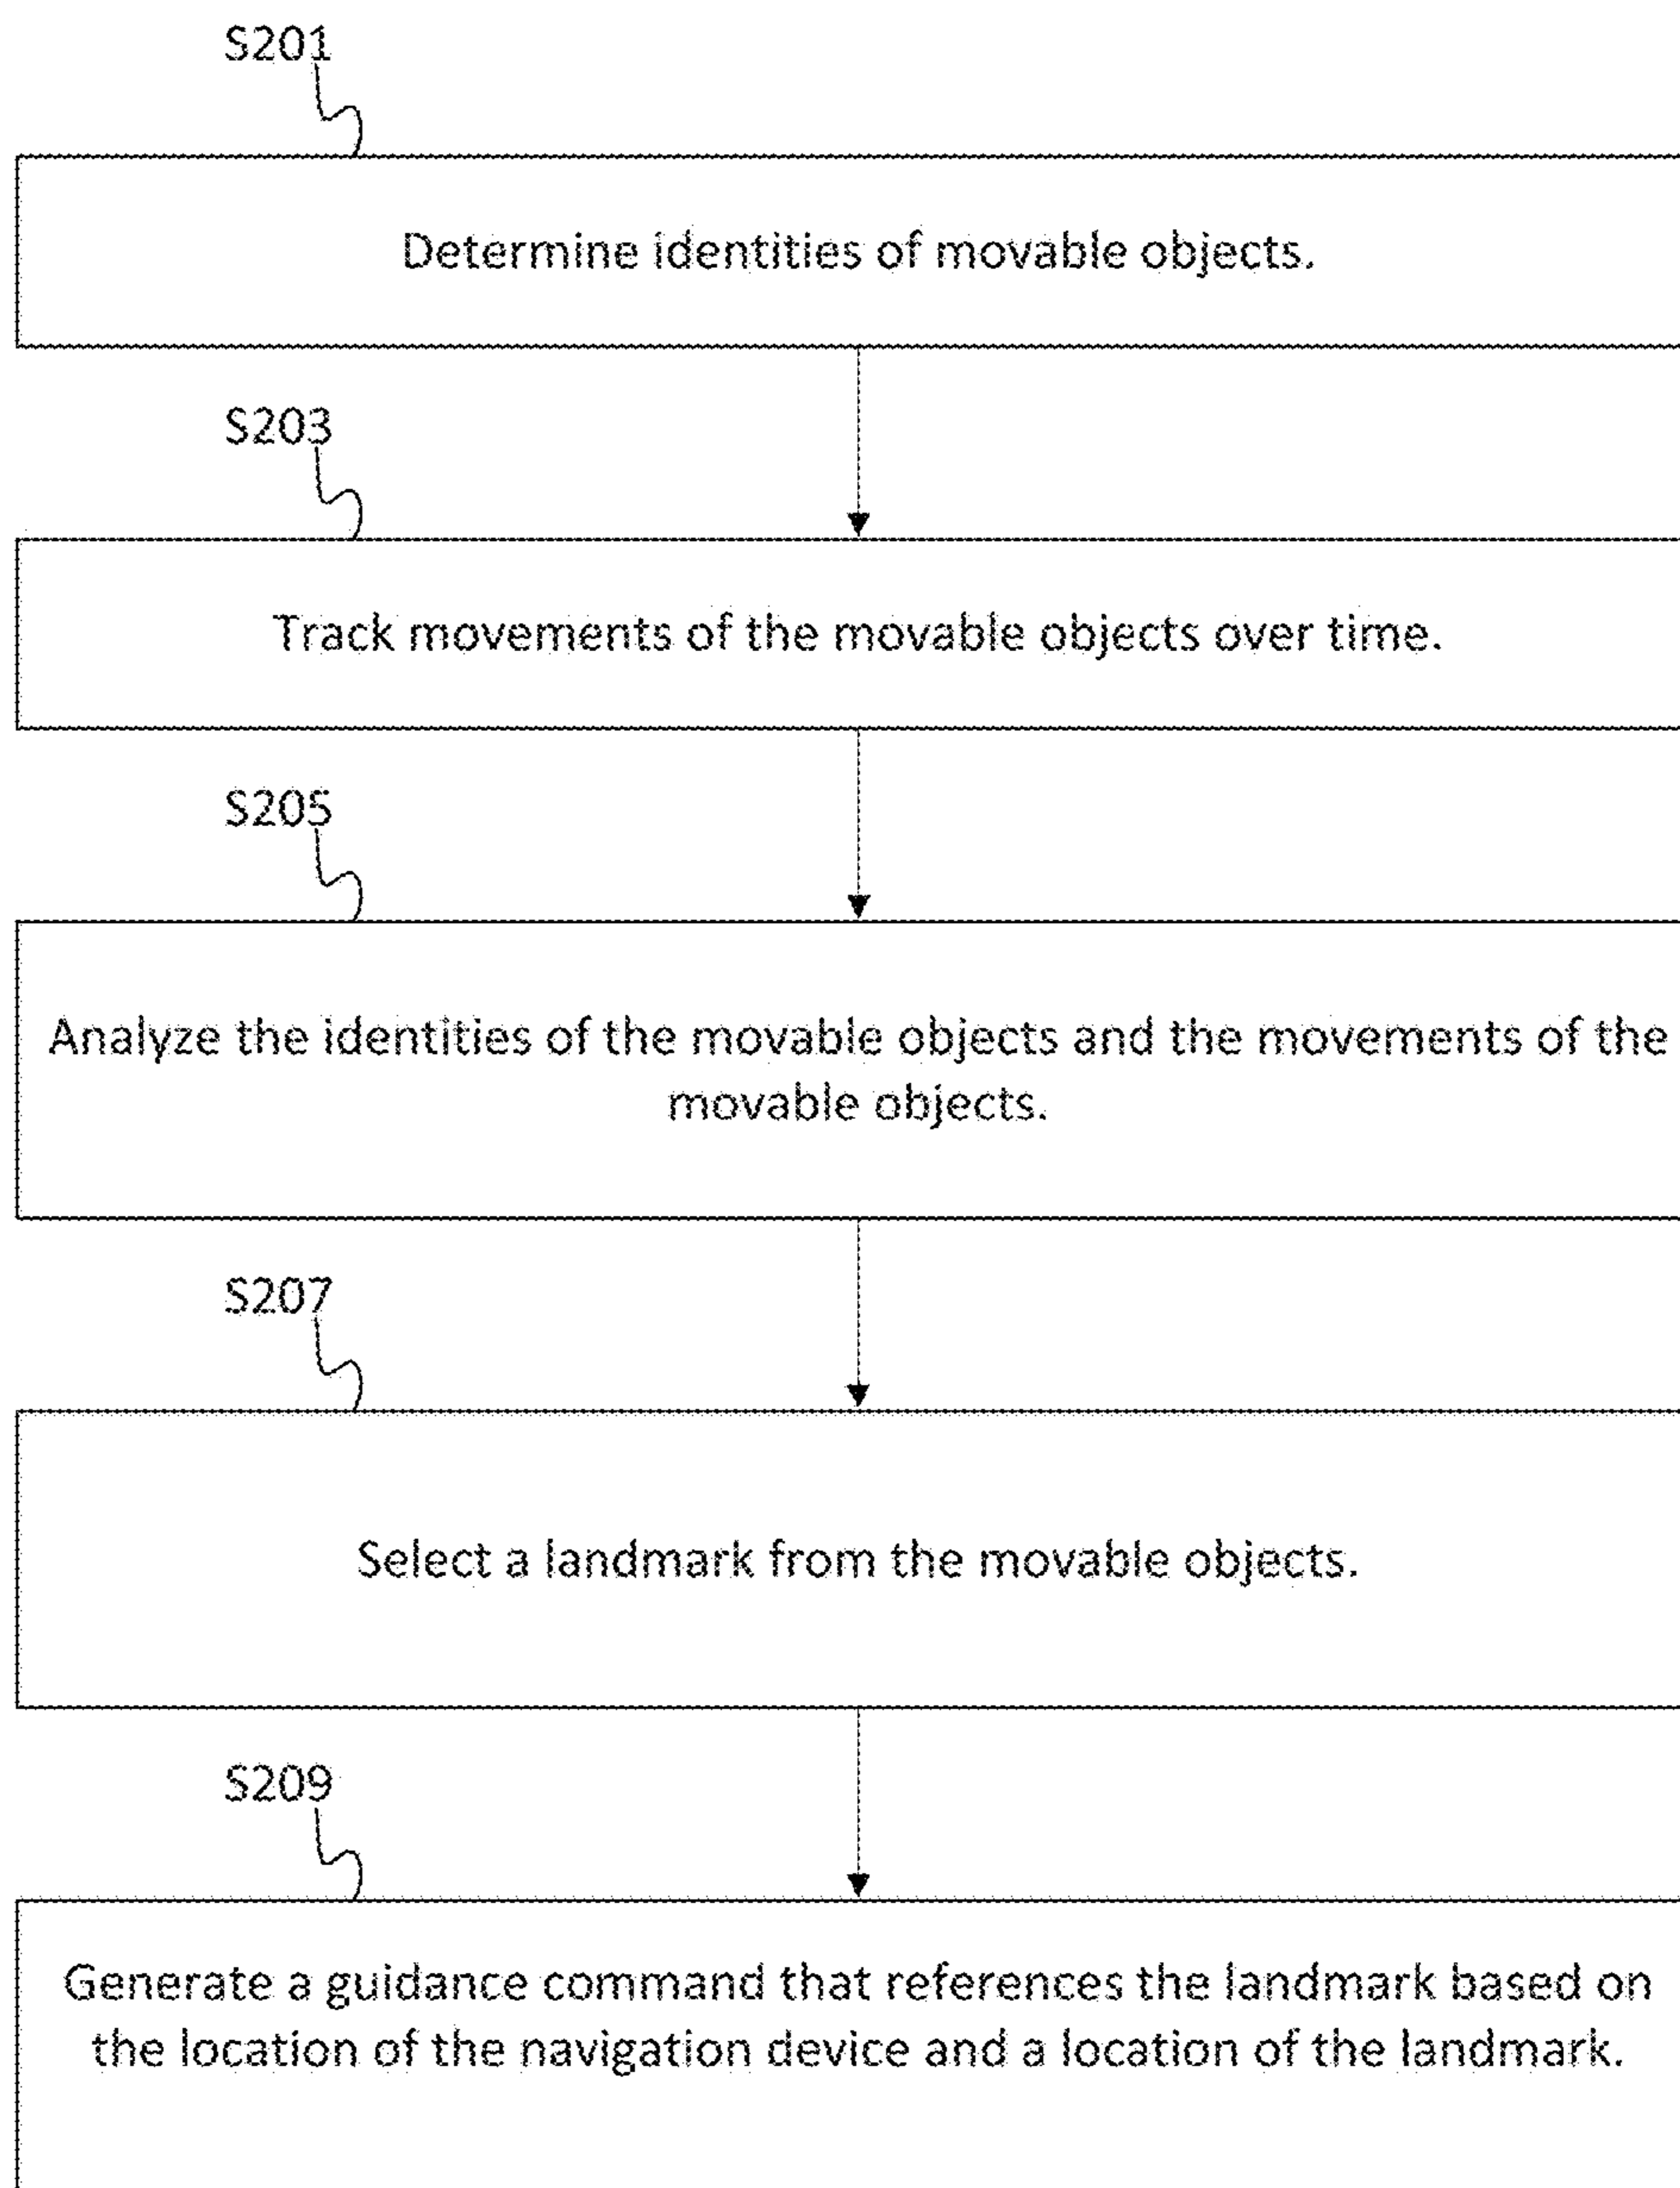 S201
Determine identities of movable objects.
S203
Track movements of the movable objects over time.
S205
Analyze the identities of the movable objects and the movements of the
movable objects.
S207
Select a landmark from the movable objects.
S209
Generate a guidance command that references the landmark based on
the location of the navigation device and a location of the landmark.